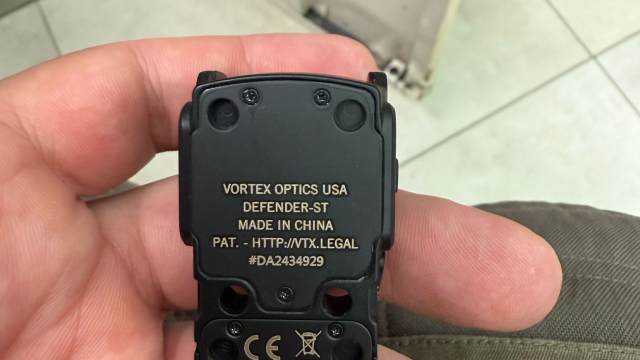 VORTEX OPTICS USA
DEFENDER-ST
MADE IN CHINA
PAT. - HTTP://VTX.LEGAL
#DA2434929
CE